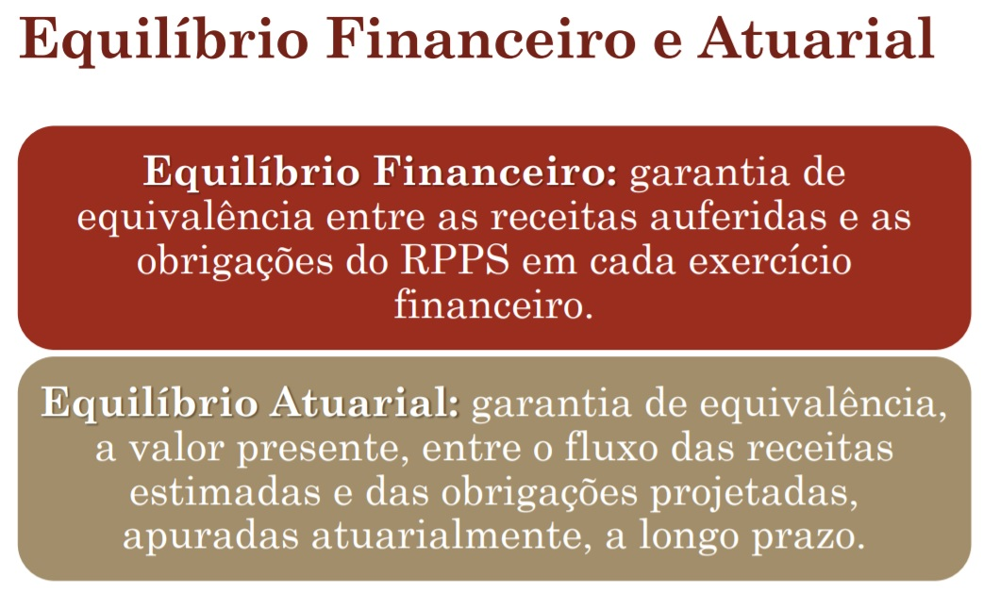 Equilíbrio Financeiro e Atuarial
Equilíbrio Financeiro: garantia de
equivalência entre as receitas auferidas e as
obrigações do RPPS em cada exercício
financeiro.
Equilíbrio Atuarial: garantia de equivalência,
a valor presente, entre o fluxo das receitas
estimadas e das obrigações projetadas,
apuradas atuarialmente, a longo prazo.